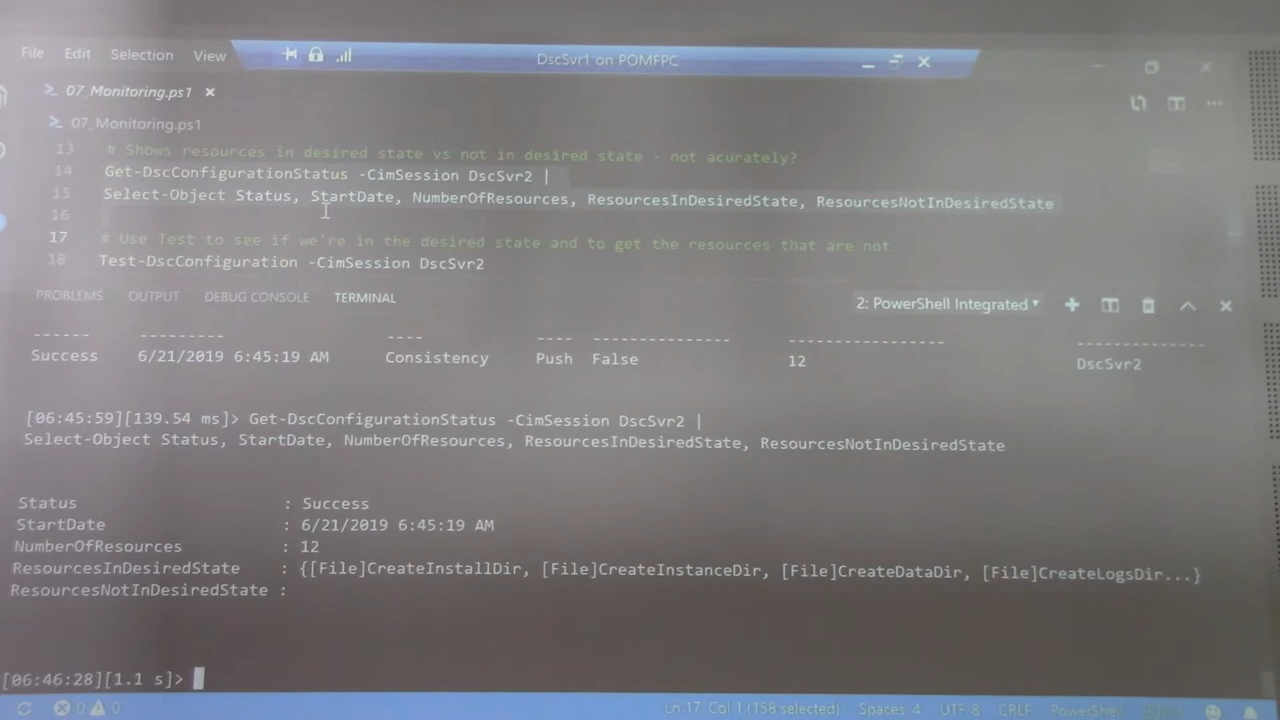 File Edit Selection View
DscSvr1 on POMFPC
07_Monitoring.ps1
07_Monitoring.ps1
13 # Shows resources in desired state vs not in desired state - not acurately?
14 Get-DscConfigurationStatus -CimSession DscSvr2 |
15 Select-Object Status, StartDate, NumberOfResources, ResourcesInDesiredState, ResourcesNotInDesiredState
16
17 # Use Test to see if we're in the desired state and to get the resources that are not
18 Test-DscConfiguration -CimSession DscSvr2
PROBLEMS OUTPUT DEBUG CONSOLE TERMINAL 2: PowerShell Integrated
------ --------- ---- ---- --------------- ----------------- --------------
Success 6/21/2019 6:45:19 AM Consistency Push False 12 DscSvr2
[06:45:59][139.54 ms]> Get-DscConfigurationStatus -CimSession DscSvr2 |
Select-Object Status, StartDate, NumberOfResources, ResourcesInDesiredState, ResourcesNotInDesiredState
Status : Success
StartDate : 6/21/2019 6:45:19 AM
NumberOfResources : 12
ResourcesInDesiredState : {[File]CreateInstallDir, [File]CreateInstanceDir, [File]CreateDataDir, [File]CreateLogsDir...}
ResourcesNotInDesiredState :
[06:46:28][1.1 s]>
0 0 Ln 17, Col 1 (158 selected) Spaces: 4 UTF-8 CRLF PowerShell